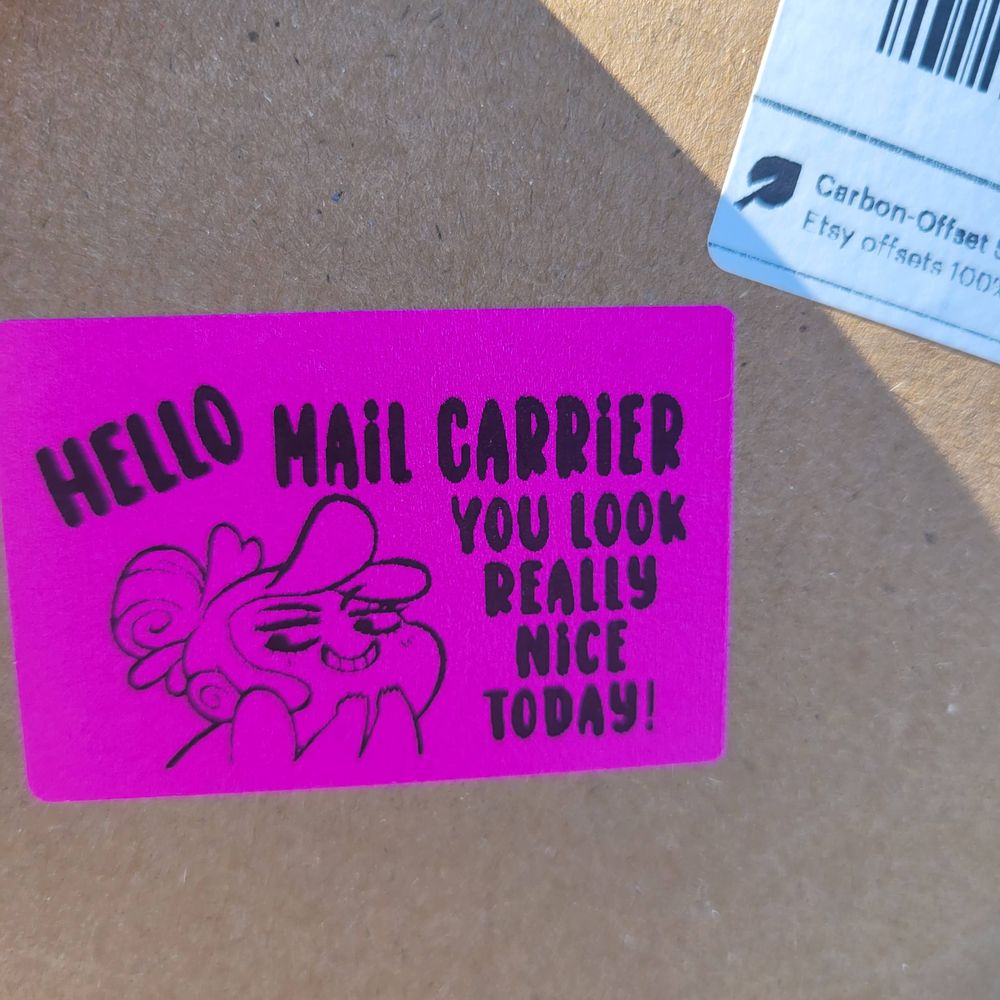 Carbon-Offset
Etsy offsets 100%
HELLO MAIL CARRIER
YOU LOOK
REALLY
NICE
TODAY!